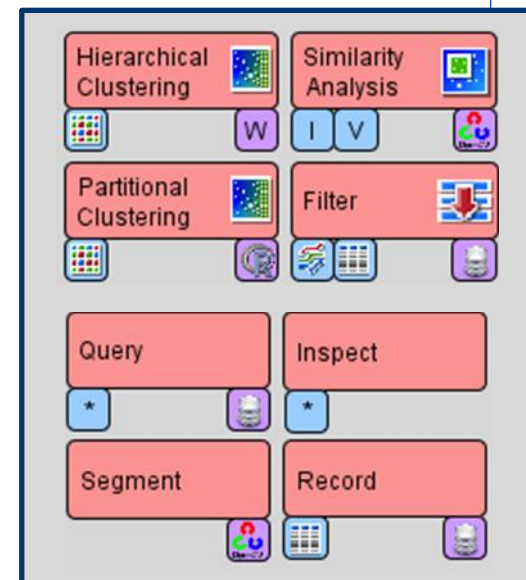 Hierarchical
Clustering
W
Similarity
Analysis
I V
Partitional
Clustering
R
Filter
Query
*
Inspect
*
Segment
Record